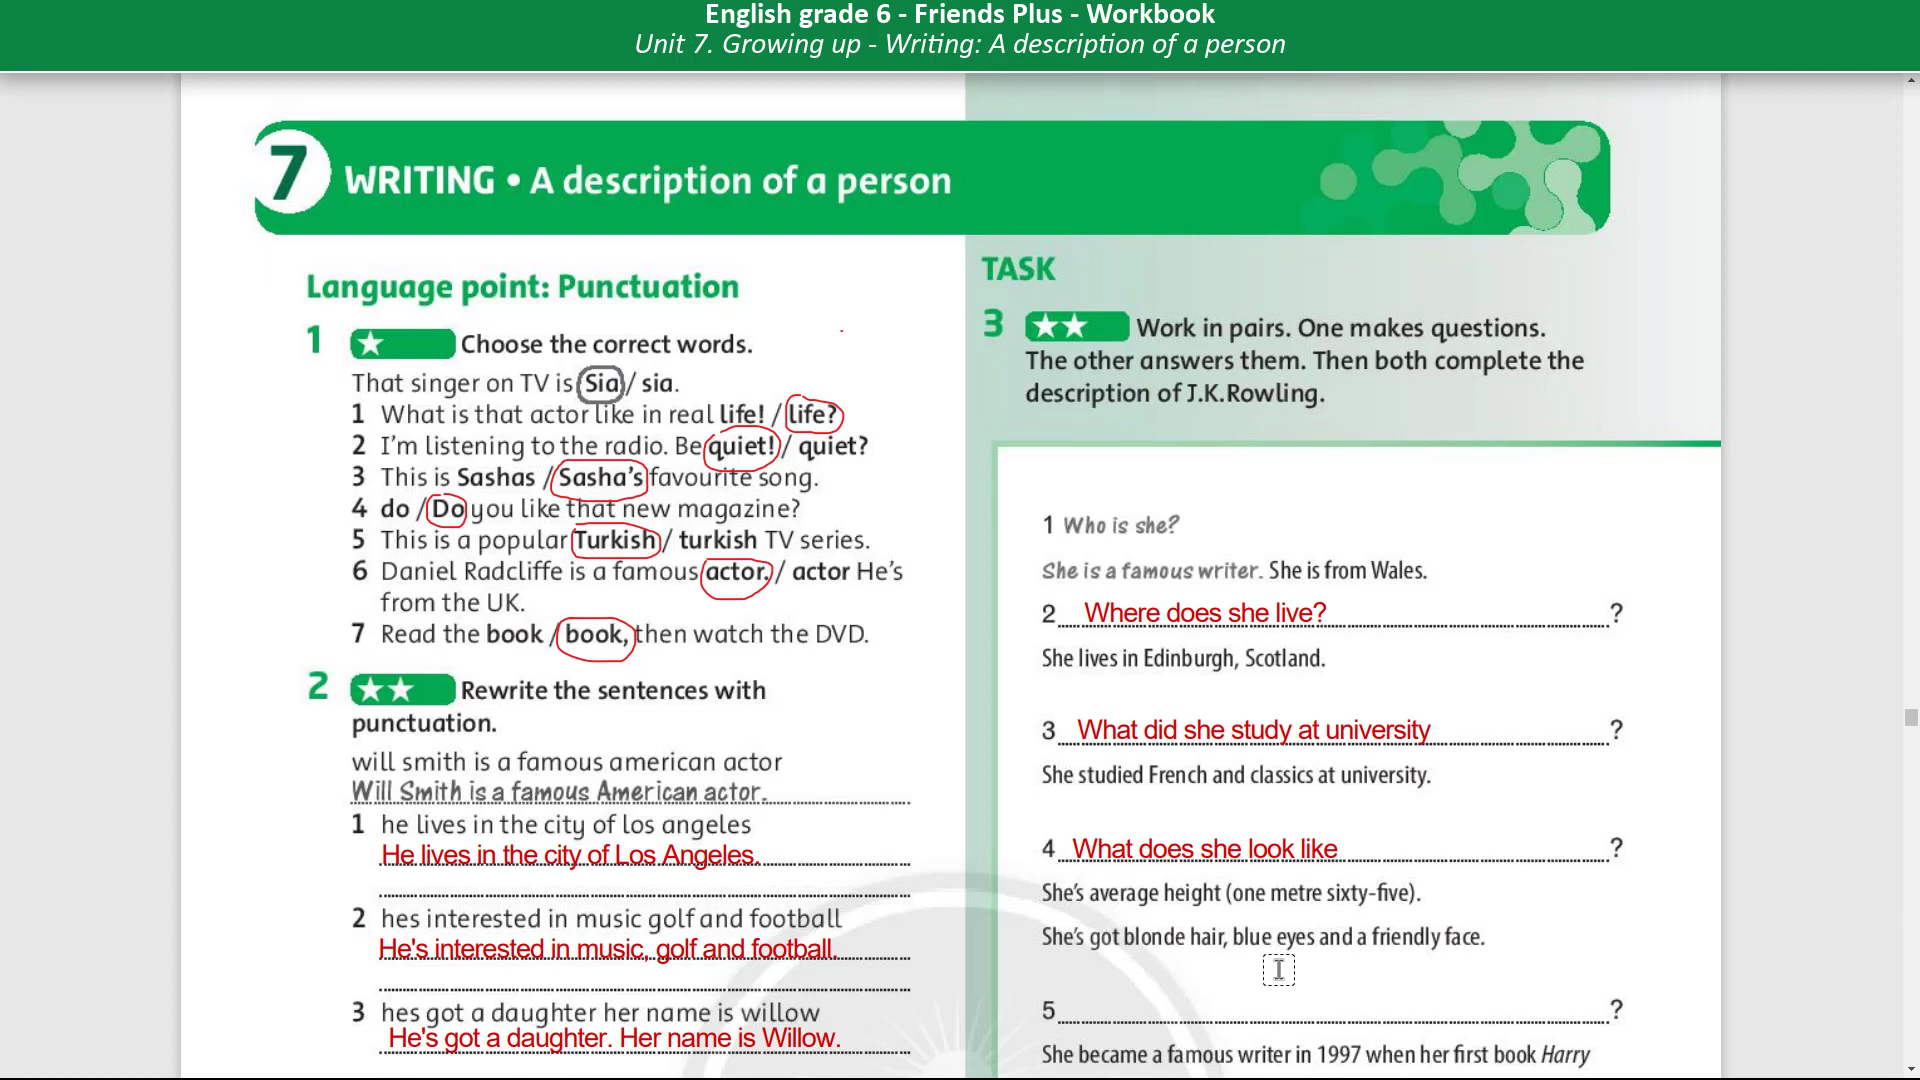 English grade 6 - Friends Plus - Workbook
Unit 7. Growing up - Writing: A description of a person
7 WRITING • A description of a person
Language point: Punctuation
1 Choose the correct words.
That singer on TV is Sia / sia.
1 What is that actor like in real life! / life?
2 I'm listening to the radio. Be quiet! / quiet?
3 This is Sashas / Sasha's favourite song.
4 do / Do you like that new magazine?
5 This is a popular Turkish / turkish TV series.
6 Daniel Radcliffe is a famous actor. / actor He's
from the UK.
7 Read the book / book, then watch the DVD.
2 Rewrite the sentences with
punctuation.
will smith is a famous american actor
Will Smith is a famous American actor.
1 he lives in the city of los angeles
He lives in the city of Los Angeles.
2 hes interested in music golf and football
He's interested in music, golf and football.
3 hes got a daughter her name is willow
He's got a daughter. Her name is Willow.
TASK
3 Work in pairs. One makes questions.
The other answers them. Then both complete the
description of J.K.Rowling.
1 Who is she?
She is a famous writer. She is from Wales.
2 Where does she live? ?
She lives in Edinburgh, Scotland.
3 What did she study at university ?
She studied French and classics at university.
4 What does she look like ?
She's average height (one metre sixty-five).
She's got blonde hair, blue eyes and a friendly face.
5 ?
She became a famous writer in 1997 when her first book Harry